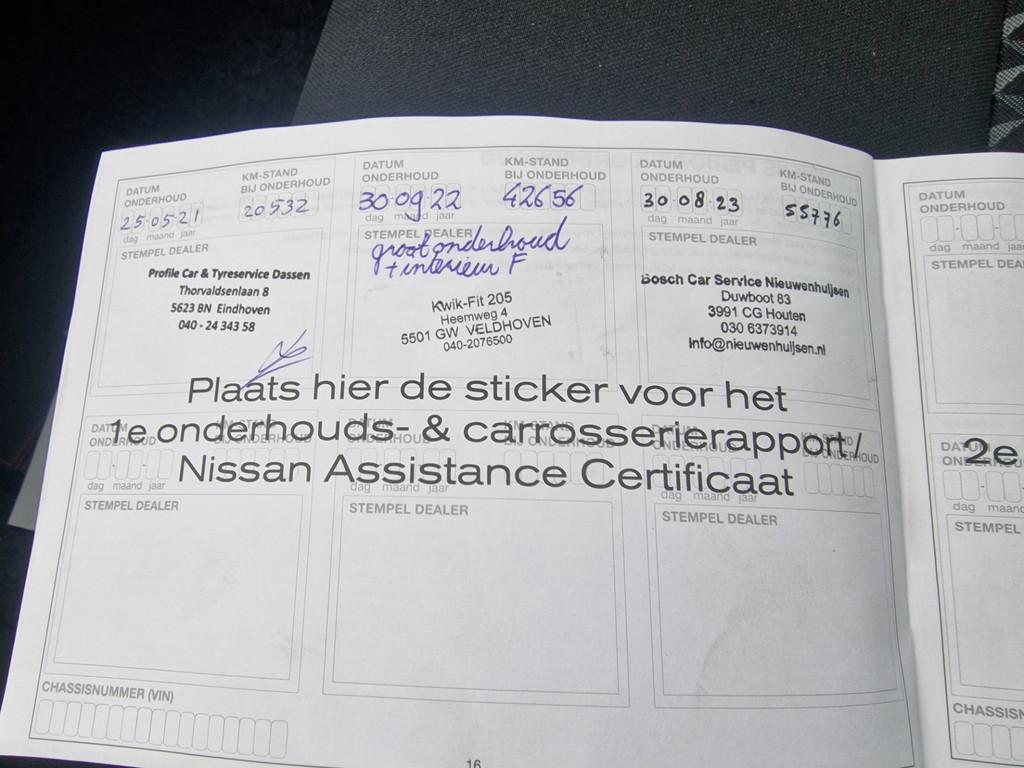 DATUM ONDERHOUD
KM-STAND BIJ ONDERHOUD
25-05-21
20532
dag maand jaar
STEMPEL DEALER
Profile Car & Tyreservice Dassen
Thorvaldsenlaan 8
5623 BN Eindhoven
040 - 24 343 58
DATUM ONDERHOUD
KM-STAND BIJ ONDERHOUD
30-09-22
42656
dag maand jaar
STEMPEL DEALER
groot onderhoud
+ interieur F
Kwik-Fit 205
Heemweg 4
5501 GW VELDHOVEN
040-2076500
DATUM ONDERHOUD
KM-STAND BIJ ONDERHOUD
30-08-23
55776
dag maand jaar
STEMPEL DEALER
Bosch Car Service Nieuwenhuijsen
Duwboot 83
3991 CG Houten
030 6373914
Info@nieuwenhuijsen.nl
Plaats hier de sticker voor het
1e onderhouds- & carrosserierapport/
Nissan Assistance Certificaat
dag maand jaar
STEMPEL DEALER
dag maand jaar
STEMPEL DEALER
dag maand jaar
STEMPEL DEALER
CHASSISNUMMER (VIN)
16
DATUM
ONDERHOUD
dag maand
STEMPEL DEA
2e
dag maand
STEMPEL
CHASSISN